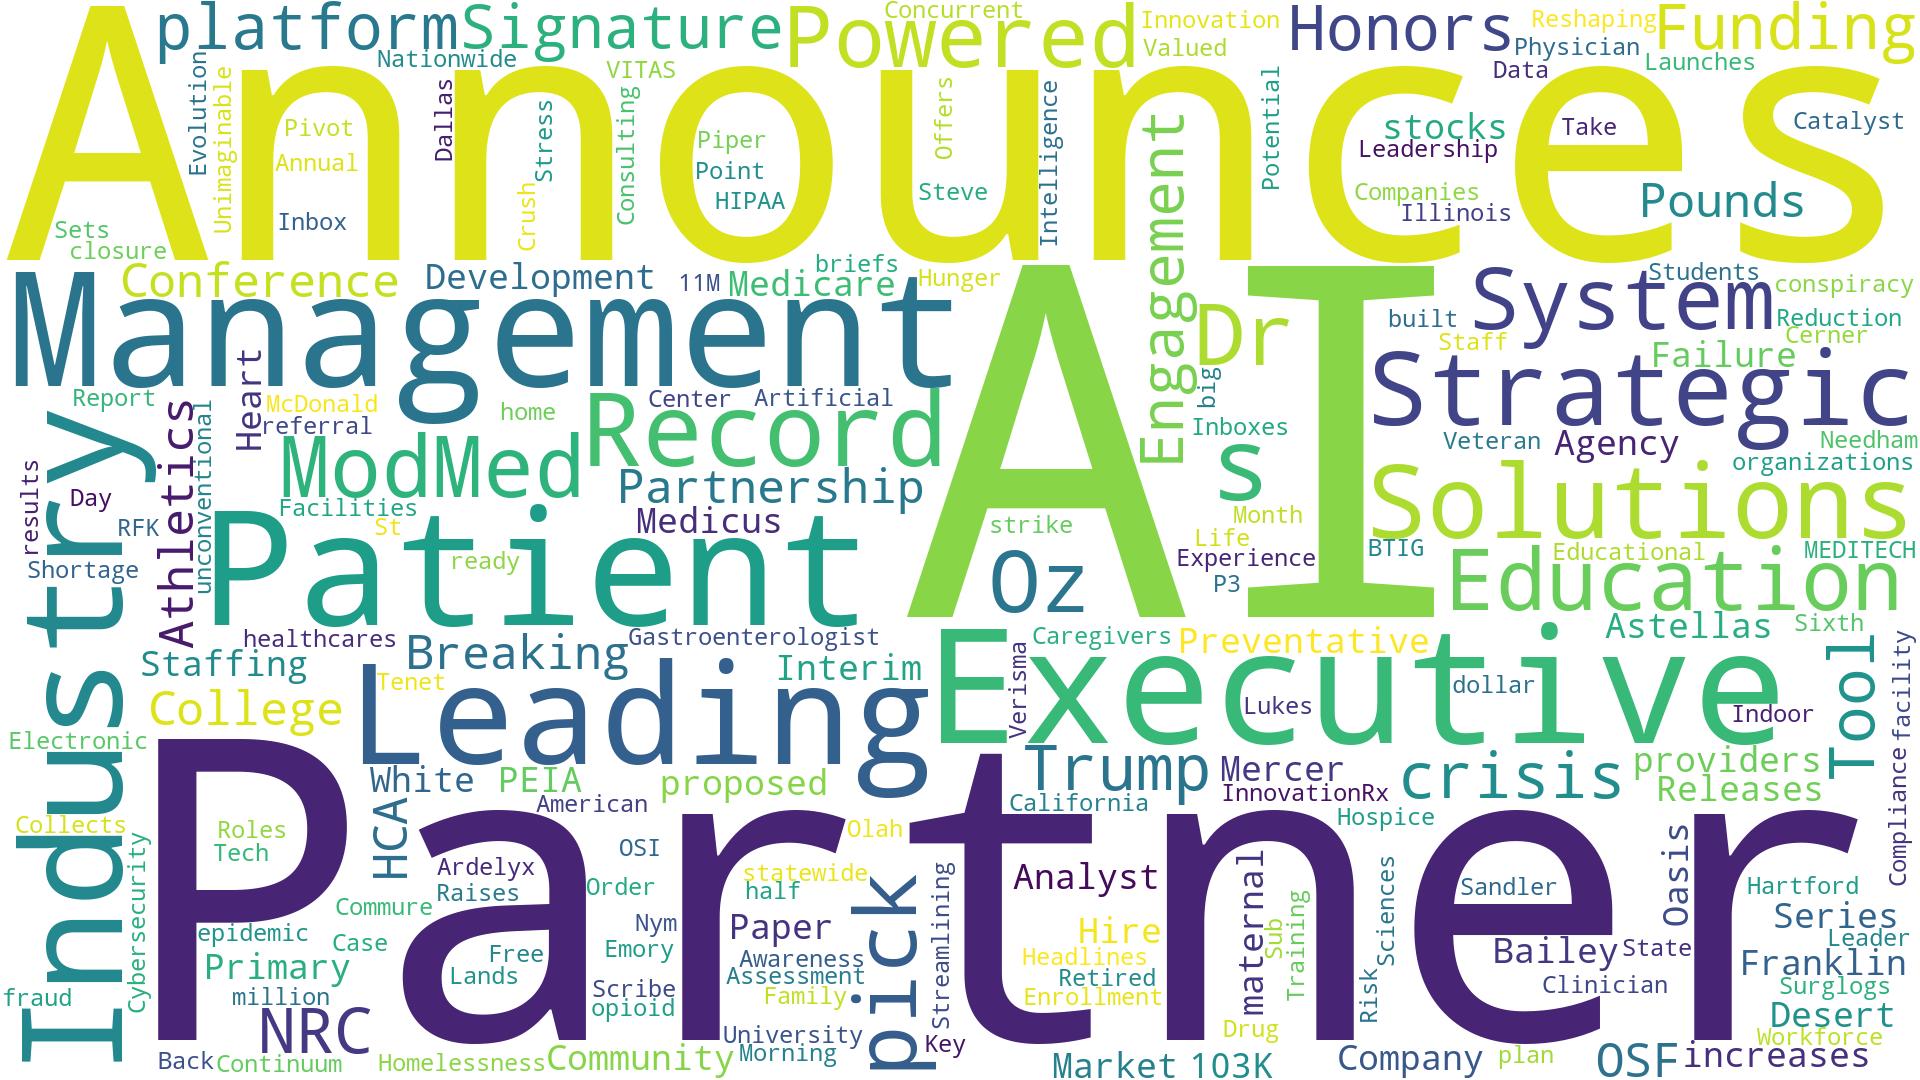 Announces
platform
Signature
Powered
Concurrent
Innovation
Valued
Honors
Reshaping
Funding
Physician
Launches
Data
Nationwide
VITAS
Evolution
Unimaginable
Pivot
Annual
Inbox
Dallas
Stress
Crush
Consulting
Piper
Point
HIPAA
Offers
Steve
Intelligence
Potential
Engagement
stocks
Leadership
Take
Catalyst
Companies
Illinois
Pounds
Sets
closure
Conference
Development
11M
Medicare
briefs
Hunger
Management
AI
Dr
System
Students
conspiracy
built
Reduction
Cerner
Staff
Failure
Strategic
Report
Heart
McDonald
referral
home
Center
Artificial
Record
big
Inboxes
s
Veteran
Agency
Needham
organizations
Industry
Athletics
unconventional
ModMed
Partnership
Solutions
results
Day
RFK
Shortage
Facilities
St
Medicus
Patient
ready
strike
Oz
Month
Life
Experience
P3
BTIG
Educational
MEDITECH
Education
healthcares
Staffing
Breaking
Gastroenterologist
Interim
Caregivers
Preventative
Astellas
Sixth
Executive
Verisma
Tool
facility
Tenet
College
Leading
Lukes
dollar
Indoor
Electronic
Partner
White
PEIA
proposed
Trump
Mercer
crisis
providers
Releases
Compliance
InnovationRx
HCA
American
California
Hospice
Collects
Cybersecurity
Roles
Tech
Olah
OSI
Ardelyx
Raises
Order
statewide
half
pick
Streamlining
Analyst
maternal
Sub
Training
Sciences
Sandler
Oasis
Hartford
Series
Leader
Commure
epidemic
Case
Nym
Paper
Hire
Bailey
State
Franklin
Primary
Free
Lands
Emory
Awareness
Assessment
Headlines
Retired
Enrollment
Risk
Clinician
Surglogs
fraud
million
Scribe
opioid
Family
NRC
University
Morning
Key
Drug
Desert
Workforce
Back
Continuum
Homelessness
Community
Market
103K
Company
plan
OSF
increases